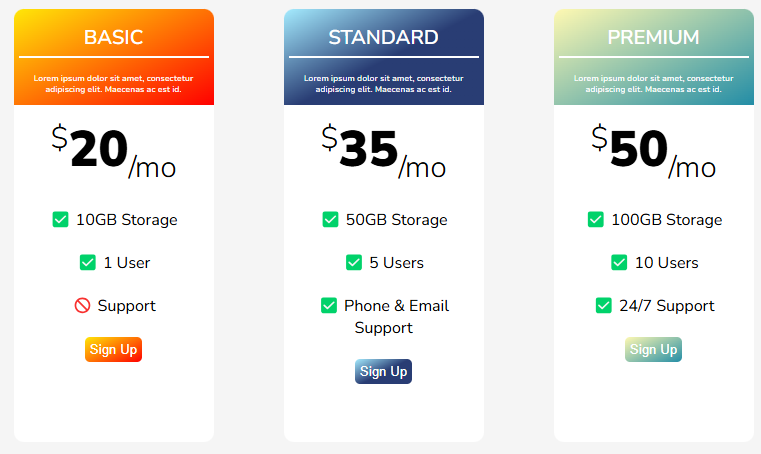 BASIC
Lorem ipsum dolor sit amet, consectetur
adipiscing elit. Maecenas ac est id.
$20/mo
10GB Storage
1 User
Support
Sign Up
STANDARD
Lorem ipsum dolor sit amet, consectetur
adipiscing elit. Maecenas ac est id.
$35/mo
50GB Storage
5 Users
Phone & Email
Support
Sign Up
PREMIUM
Lorem ipsum dolor sit amet, consectetur
adipiscing elit. Maecenas ac est id.
$50/mo
100GB Storage
10 Users
24/7 Support
Sign Up